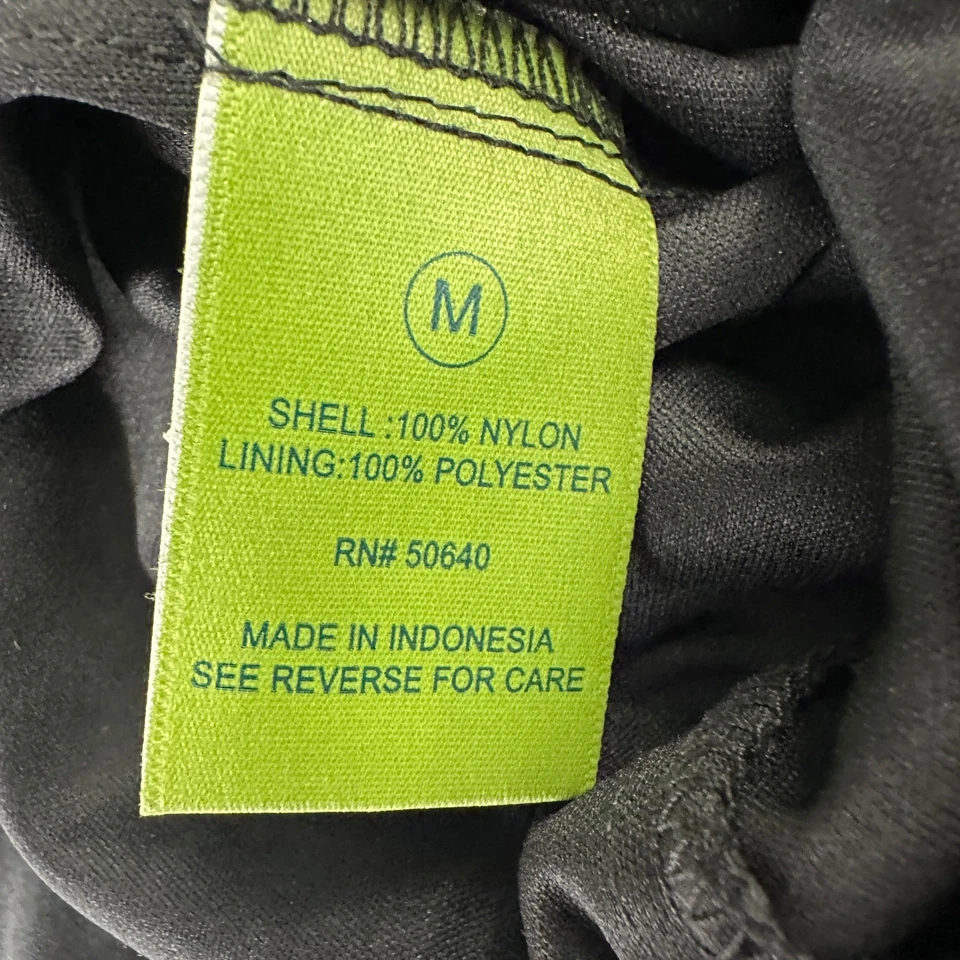 M
SHELL :100% NYLON
LINING:100% POLYESTER
RN# 50640
MADE IN INDONESIA
SEE REVERSE FOR CARE